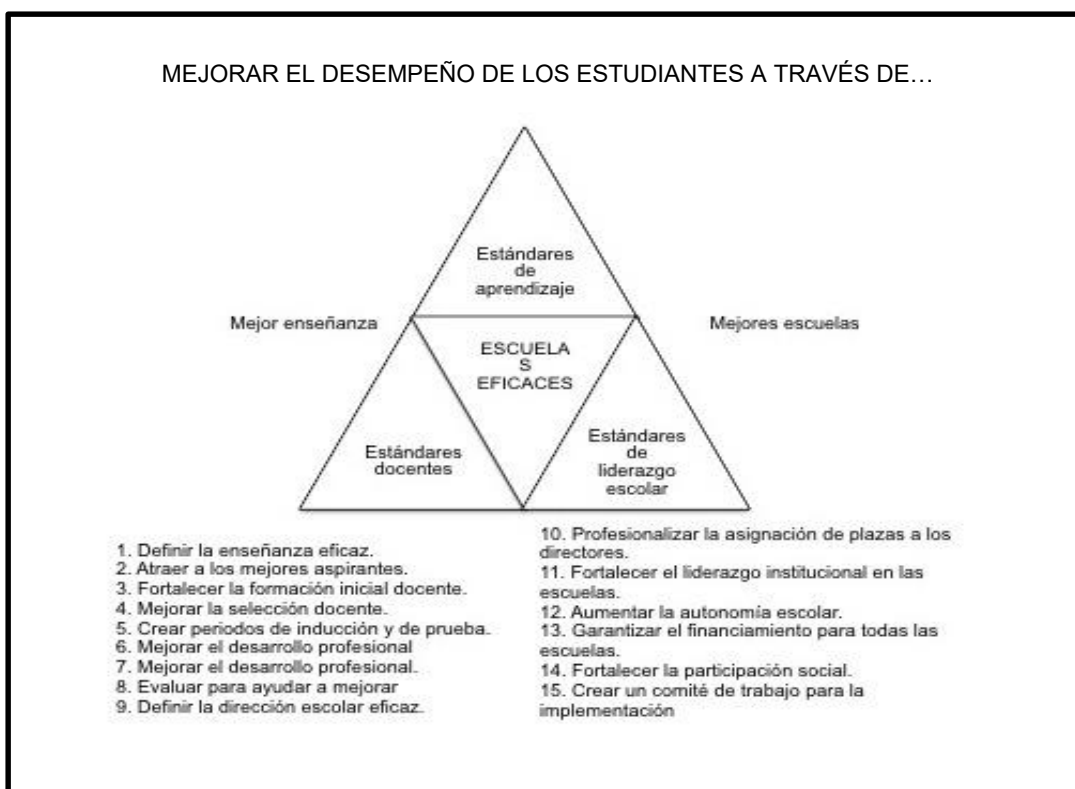 MEJORAR EL DESEMPEÑO DE LOS ESTUDIANTES A TRAVÉS DE…
Estándares
de
aprendizaje
Mejor enseñanza
Mejores escuelas
ESCUELA
S
EFICACES
Estándares
docentes
Estándares
de
liderazgo
escolar
1. Definir la enseñanza eficaz.
2. Atraer a los mejores aspirantes.
3. Fortalecer la formación inicial docente.
4. Mejorar la selección docente.
5. Crear periodos de inducción y de prueba.
6. Mejorar el desarrollo profesional
7. Mejorar el desarrollo profesional.
8. Evaluar para ayudar a mejorar
9. Definir la dirección escolar eficaz.
10. Profesionalizar la asignación de plazas a los
directores.
11. Fortalecer el liderazgo institucional en las
escuelas.
12. Aumentar la autonomía escolar.
13. Garantizar el financiamiento para todas las
escuelas.
14. Fortalecer la participación social.
15. Crear un comité de trabajo para la
implementación